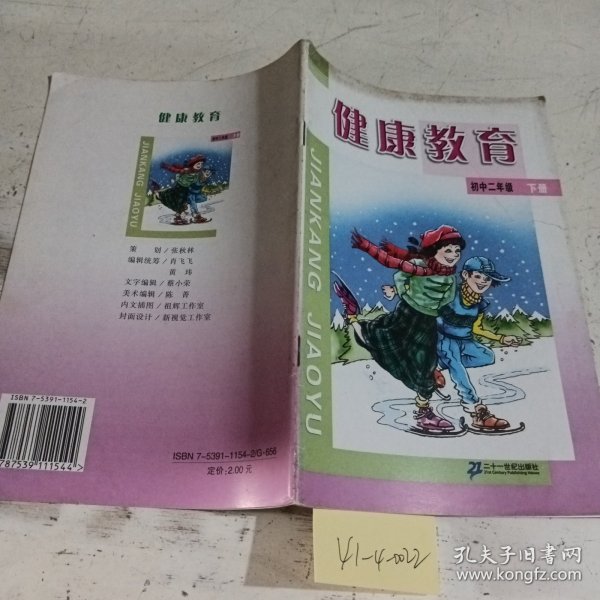 健康教育
JIANKANG JIAOYU
策 划/张秋林
编辑统筹/肖飞飞
黄 玮
文字编辑/蔡小荣
美术编辑/陈 菁
内文插图/祖辉工作室
封面设计/新视觉工作室
ISBN 7-5391-1154-2
787539 111544>
ISBN 7-5391-1154-2/G·656
定价:2.00元
健康教育
初中二年级 下册
JIANKANG JIAOYU
21 二十一世纪出版社
21st Century Publishing House
41-4-0022
孔夫子旧书网
www.kongfz.com